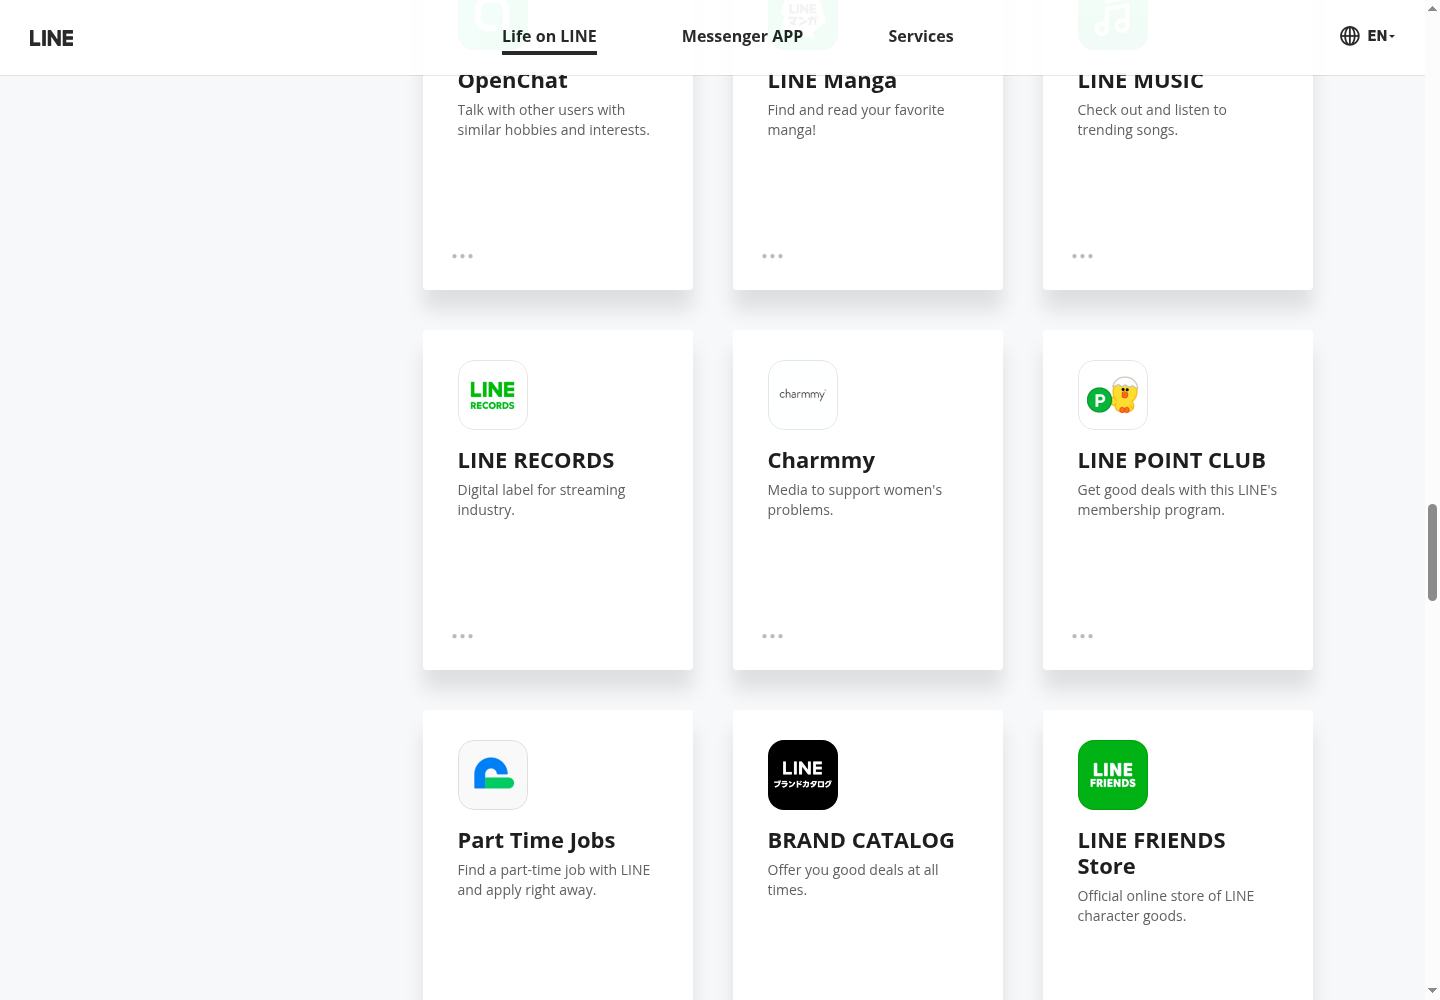 LINE
Life on LINE
Messenger APP
Services
EN
LINE
マンガ
OpenChat
Talk with other users with
similar hobbies and interests.
LINE Manga
Find and read your favorite
manga!
LINE MUSIC
Check out and listen to
trending songs.
LINE
RECORDS
LINE RECORDS
Digital label for streaming
industry.
charmmy
Charmmy
Media to support women's
problems.
P
LINE POINT CLUB
Get good deals with this LINE's
membership program.
Part Time Jobs
Find a part-time job with LINE
and apply right away.
LINE
ブランドカタログ
BRAND CATALOG
Offer you good deals at all
times.
LINE
FRIENDS
LINE FRIENDS
Store
Official online store of LINE
character goods.